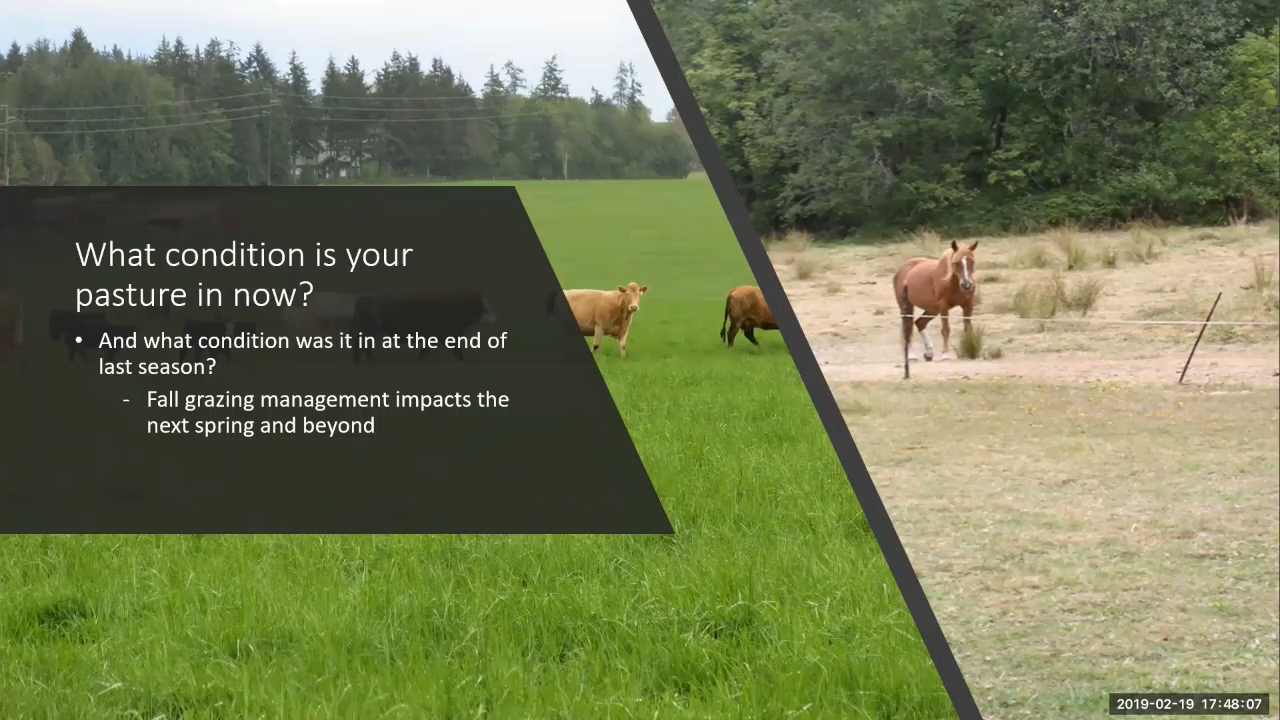 What condition is your
pasture in now?
• And what condition was it in at the end of
last season?
- Fall grazing management impacts the
next spring and beyond
2019-02-19 17:48:07